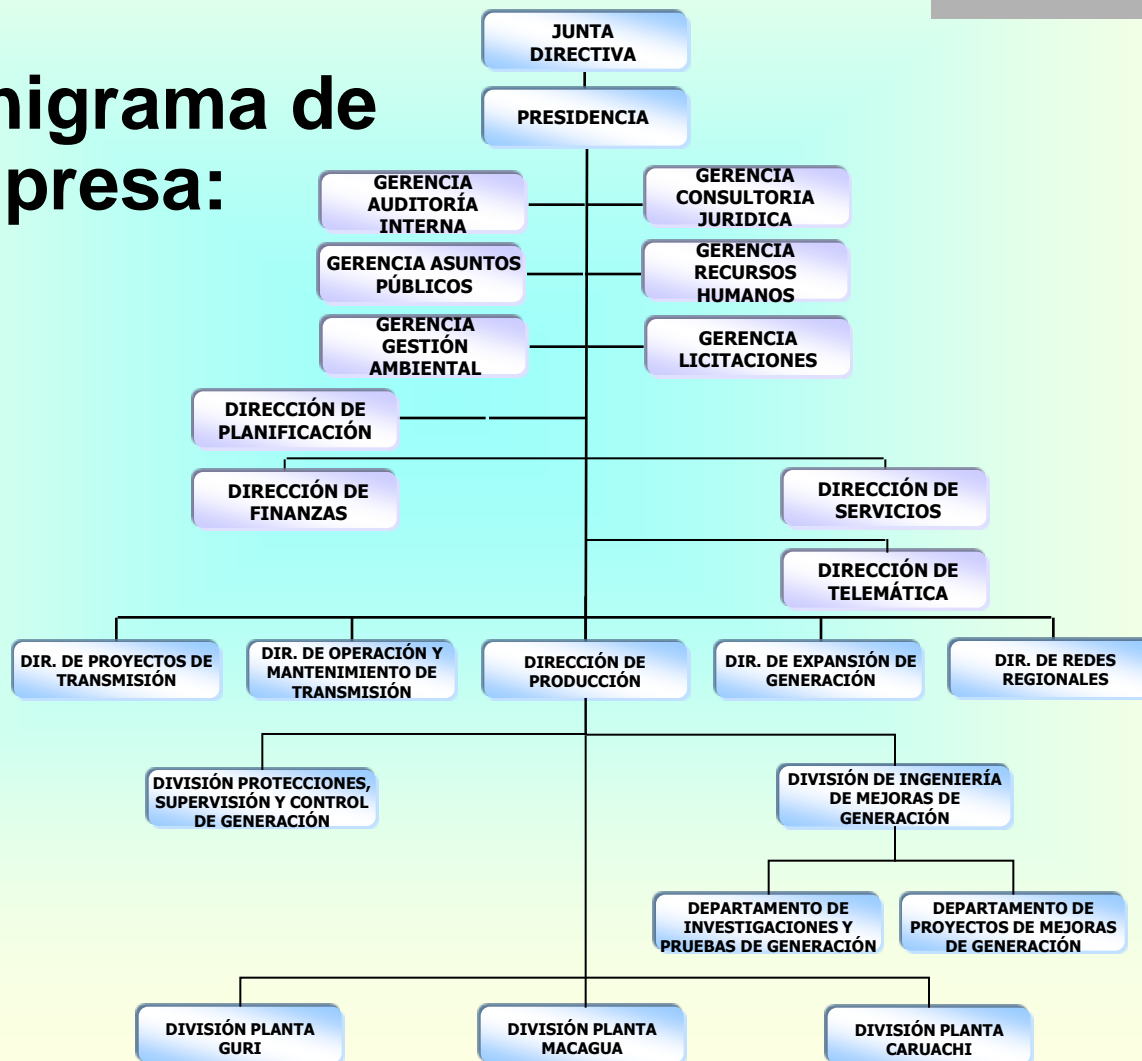 nigrama de
presa:
JUNTA
DIRECTIVA
PRESIDENCIA
GERENCIA
AUDITORÍA
INTERNA
GERENCIA
CONSULTORIA
JURIDICA
GERENCIA ASUNTOS
PÚBLICOS
GERENCIA
RECURSOS
HUMANOS
GERENCIA
GESTIÓN
AMBIENTAL
GERENCIA
LICITACIONES
DIRECCIÓN DE
PLANIFICACIÓN
DIRECCIÓN DE
FINANZAS
DIRECCIÓN DE
SERVICIOS
DIRECCIÓN DE
TELEMÁTICA
DIR. DE PROYECTOS DE
TRANSMISIÓN
DIR. DE OPERACIÓN Y
MANTENIMIENTO DE
TRANSMISIÓN
DIRECCIÓN DE
PRODUCCIÓN
DIR. DE EXPANSIÓN DE
GENERACIÓN
DIR. DE REDES
REGIONALES
DIVISIÓN PROTECCIONES,
SUPERVISIÓN Y CONTROL
DE GENERACIÓN
DIVISIÓN DE INGENIERÍA
DE MEJORAS DE
GENERACIÓN
DEPARTAMENTO DE
INVESTIGACIONES Y
PRUEBAS DE GENERACIÓN
DEPARTAMENTO DE
PROYECTOS DE MEJORAS
DE GENERACIÓN
DIVISIÓN PLANTA
GURI
DIVISIÓN PLANTA
MACAGUA
DIVISIÓN PLANTA
CARUACHI